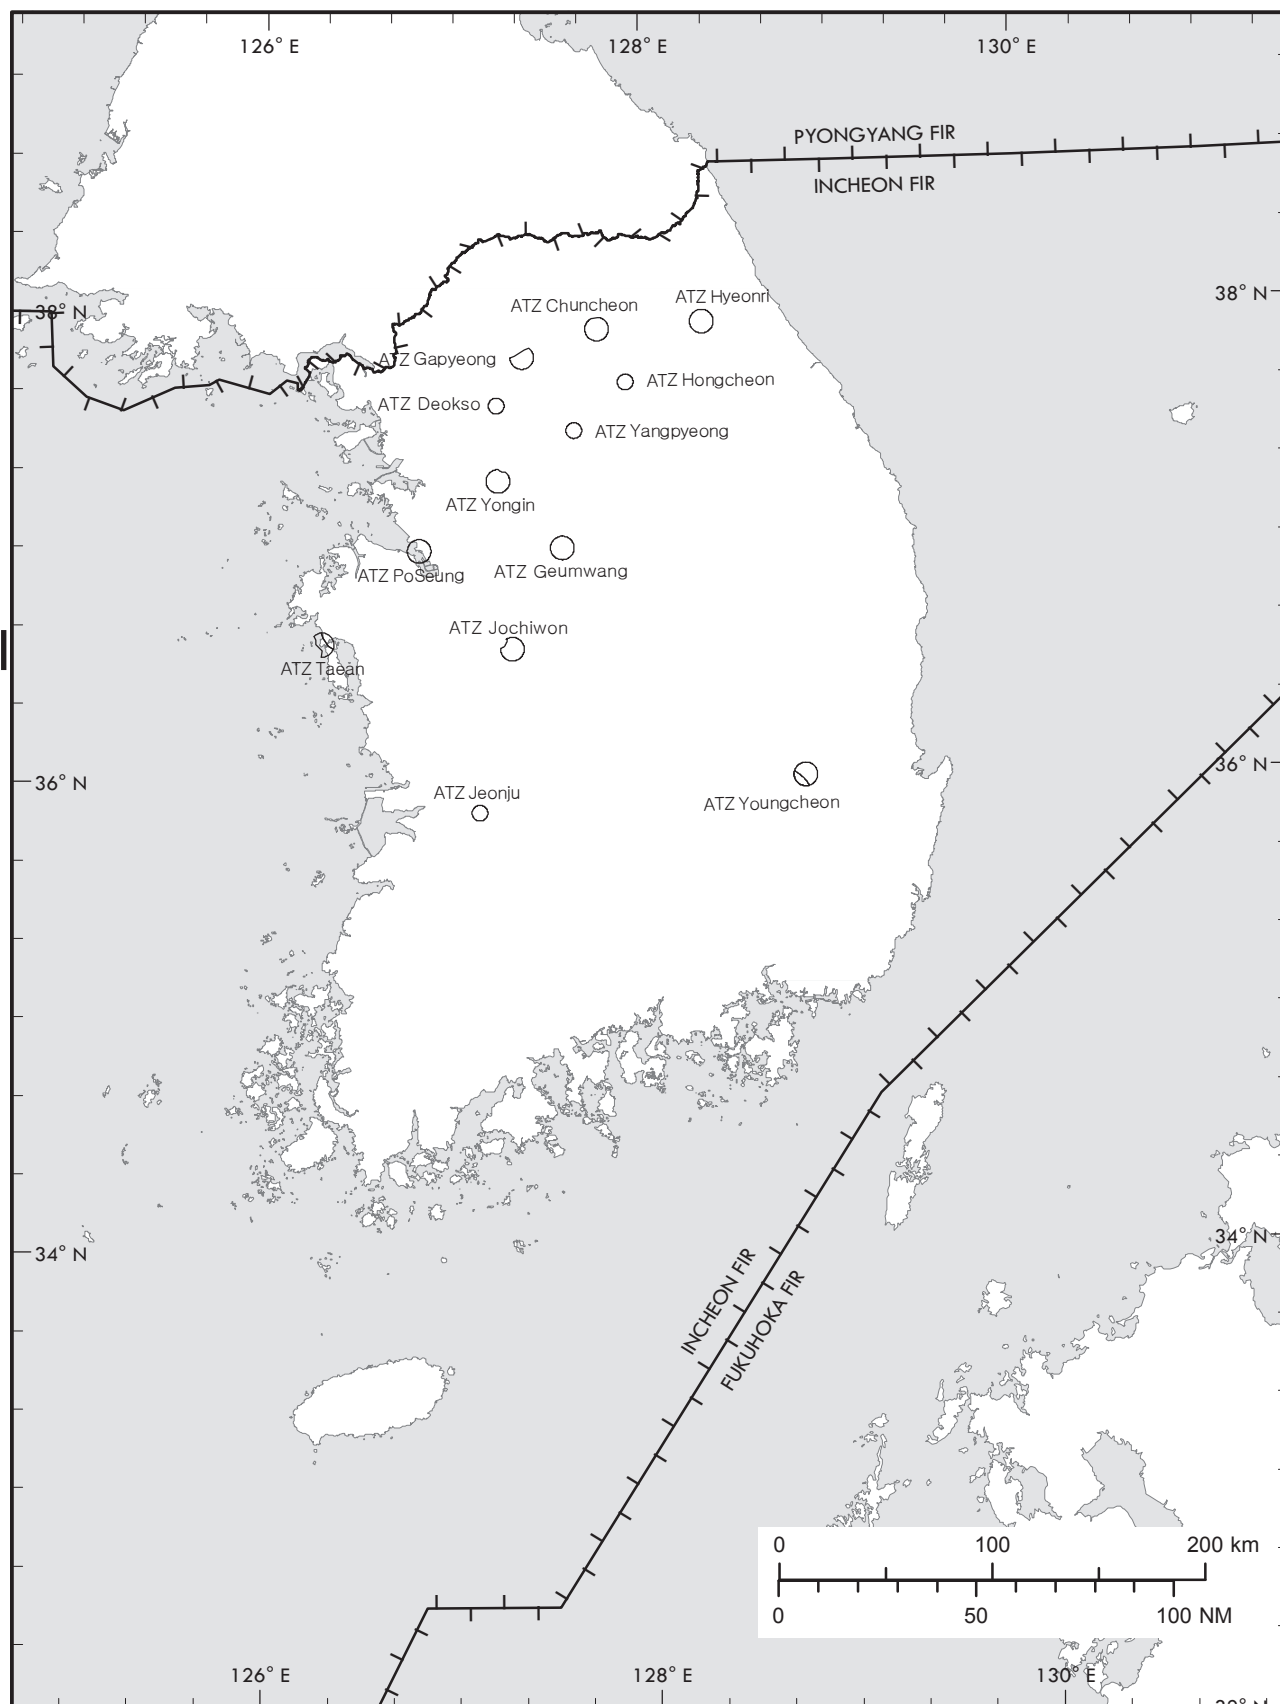 126° E
128° E
130° E
PYONGYANG FIR
INCHEON FIR
38° N
38° N
ATZ Hyeonri
ATZ Chuncheon
ATZ Gapyeong
ATZ Hongcheon
ATZ Deokso
ATZ Yangpyeong
ATZ Yongin
ATZ PoSeung
ATZ Geumwang
ATZ Jochiwon
ATZ Taean
36° N
36° N
ATZ Jeonju
ATZ Youngcheon
34° N
34° N
INCHEON FIR
FUKUHOKA FIR
0 100 200 km
0 50 100 NM
126° E
128° E
130° E